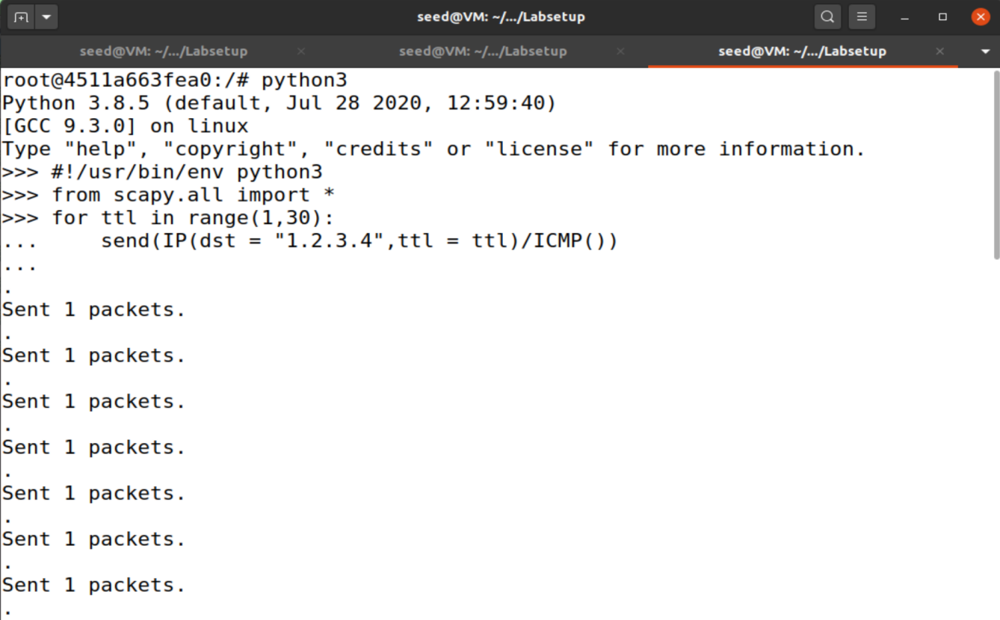 seed@VM: ~/.../Labsetup
seed@VM: ~/.../Labsetup
seed@VM: ~/.../Labsetup
seed@VM: ~/.../Labsetup
root@4511a663fea0:/# python3
Python 3.8.5 (default, Jul 28 2020, 12:59:40)
[GCC 9.3.0] on linux
Type "help", "copyright", "credits" or "license" for more information.
>>> #!/usr/bin/env python3
>>> from scapy.all import *
>>> for ttl in range(1,30):
...     send(IP(dst = "1.2.3.4",ttl = ttl)/ICMP())
...
.
Sent 1 packets.
.
Sent 1 packets.
.
Sent 1 packets.
.
Sent 1 packets.
.
Sent 1 packets.
.
Sent 1 packets.
.
Sent 1 packets.
.